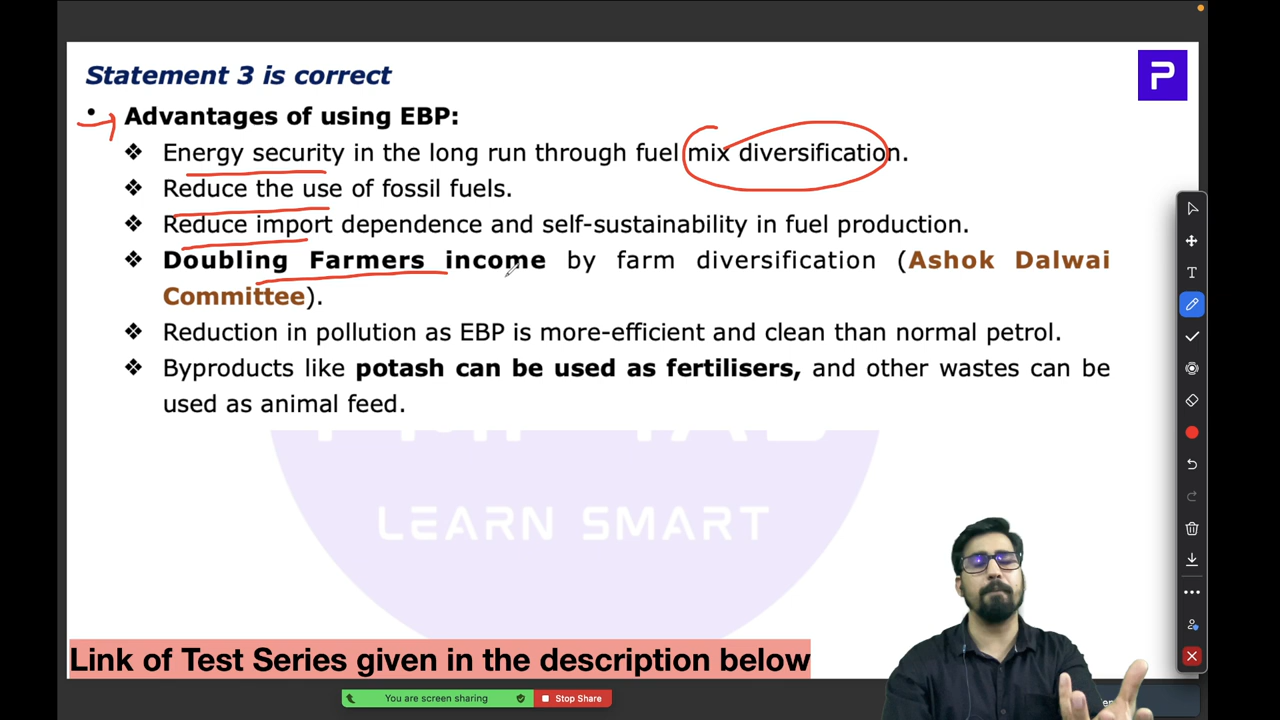 Statement 3 is correct
P
• Advantages of using EBP:
❖ Energy security in the long run through fuel mix diversification.
❖ Reduce the use of fossil fuels.
❖ Reduce import dependence and self-sustainability in fuel production.
❖ Doubling Farmers income by farm diversification (Ashok Dalwai
Committee).
❖ Reduction in pollution as EBP is more-efficient and clean than normal petrol.
❖ Byproducts like potash can be used as fertilisers, and other wastes can be
used as animal feed.
LEARN SMART
T
Link of Test Series given in the description below
You are screen sharing
Stop Share